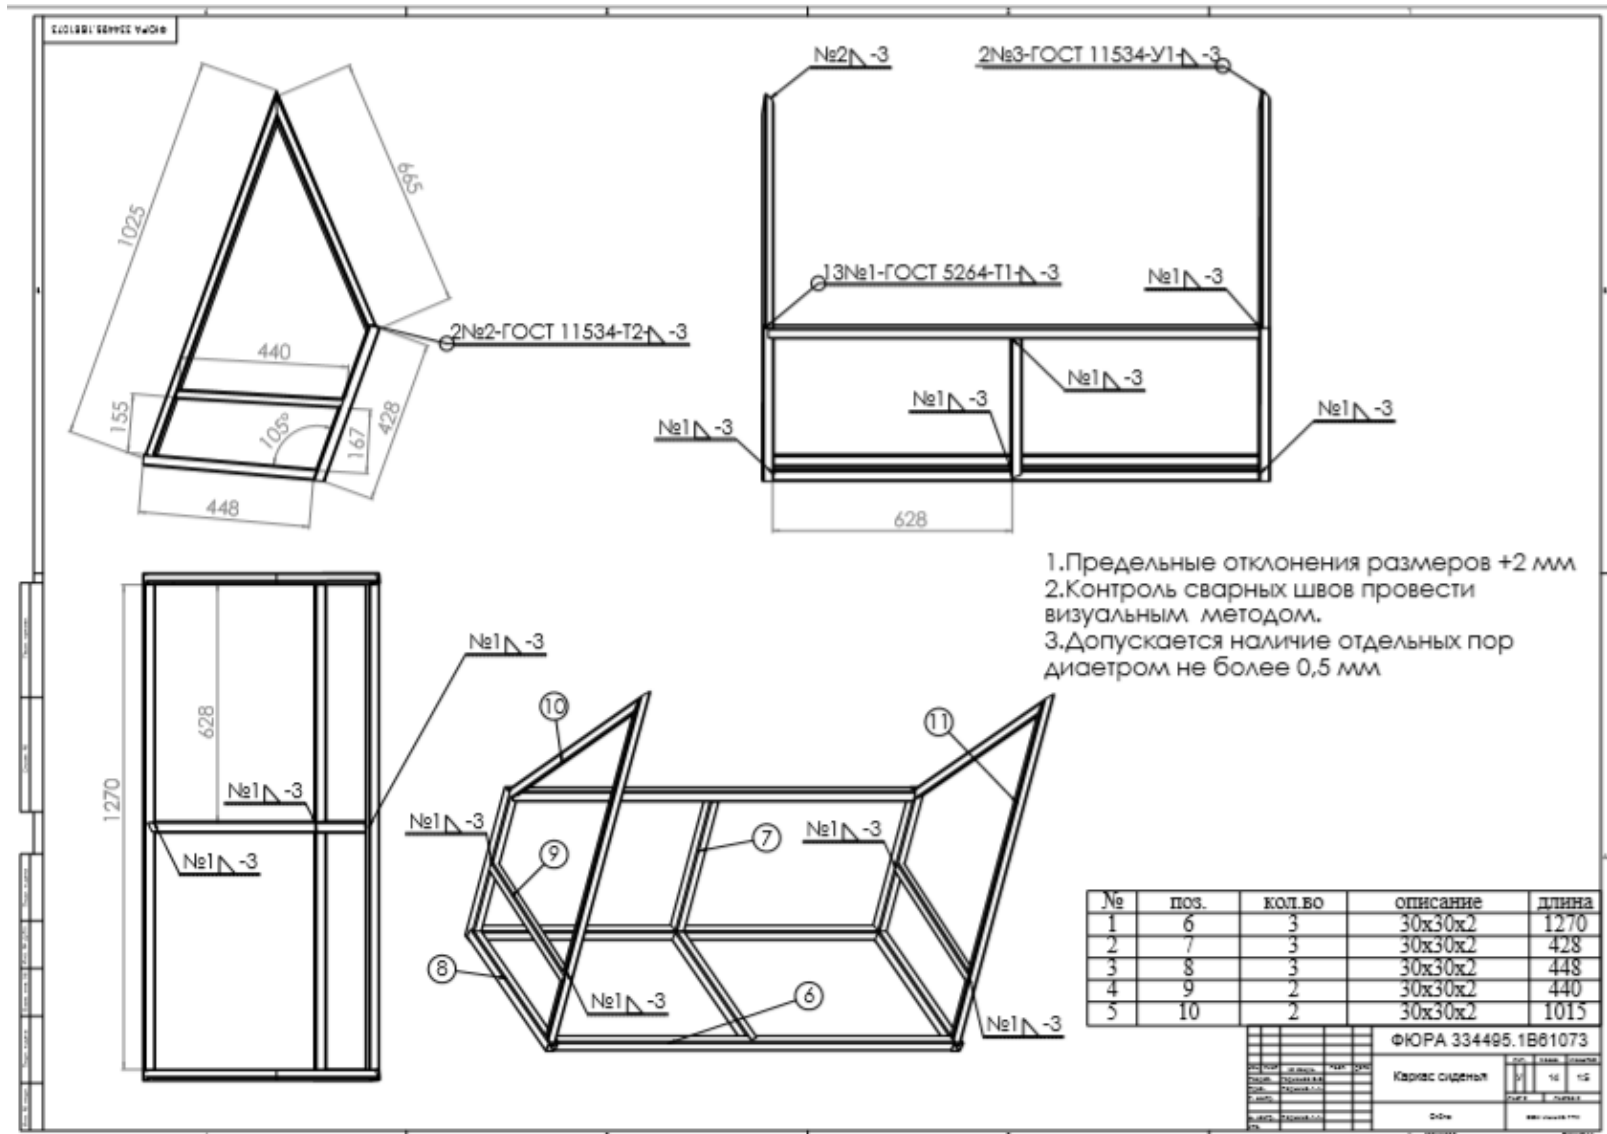 ФЮРА 334495.1В61073
№2 -3
2№3-ГОСТ 11534-У1- -3
1025
665
13№1-ГОСТ 5264-Т1- -3
№1 -3
2№2-ГОСТ 11534-Т2- -3
440
№1 -3
№1 -3
155
105°
167
428
№1 -3
№1 -3
448
628
1.Предельные отклонения размеров +2 мм
2.Контроль сварных швов провести
визуальным методом.
3.Допускается наличие отдельных пор
диаетром не более 0,5 мм
№1 -3
628
1270
№1 -3
№1 -3
10
11
№1 -3
7
№1 -3
9
8
№1 -3
6
№1 -3
№ поз. кол.во описание длина
1 6 3 30х30х2 1270
2 7 3 30х30х2 428
3 8 3 30х30х2 448
4 9 2 30х30х2 440
5 10 2 30х30х2 1015
ФЮРА 334495.1В61073
Каркас сиденья